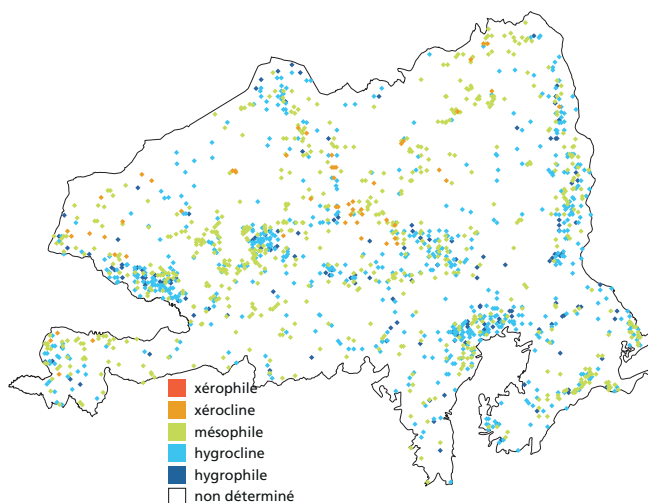 xérophile
xérocline
mésophile
hygrocline
hygrophile
non déterminé